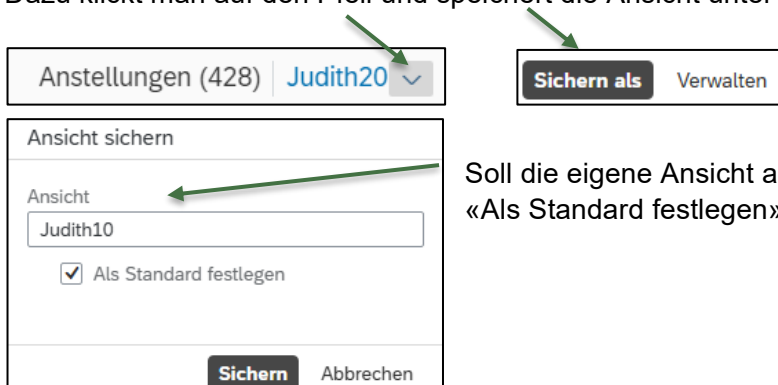 Dazu klickt man auf den Pfeil und speichert die Ansicht unter
Anstellungen (428) Judith20
Sichern als Verwalten
Ansicht sichern
Ansicht
Judith10
Als Standard festlegen
Sichern Abbrechen
Soll die eigene Ansicht a
«Als Standard festlegen»